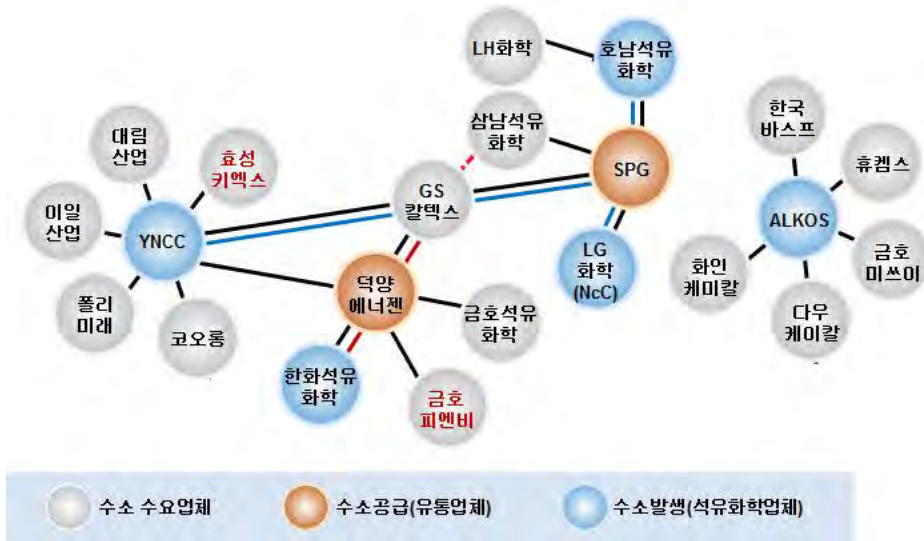 LH화학
호남석유
화학
대림
산업
삼남석유
화학
한국
바스프
효성
키엑스
SPG
휴켐스
GS
칼텍스
이일
산업
YNCC
ALKOS
LG
화학
(NcC)
화인
케미칼
금호
미쓰이
덕양
에너젠
폴리
미래
코오롱
금호석유
화학
다우
케이칼
한화석유
화학
금호
피엔비
수소 수요업체
수소공급(유통업체)
수소발생(석유화학업체)